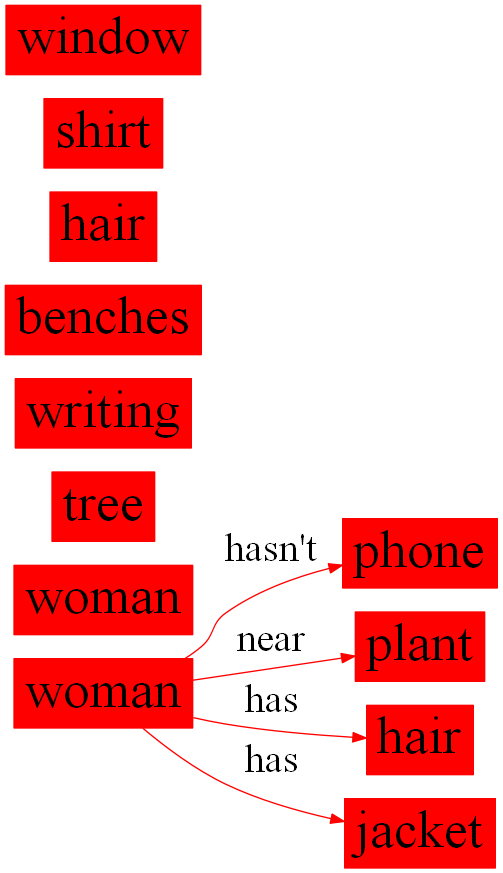 window
shirt
hair
benches
writing
tree
woman
hasn't
phone
woman
near
plant
has
hair
has
jacket